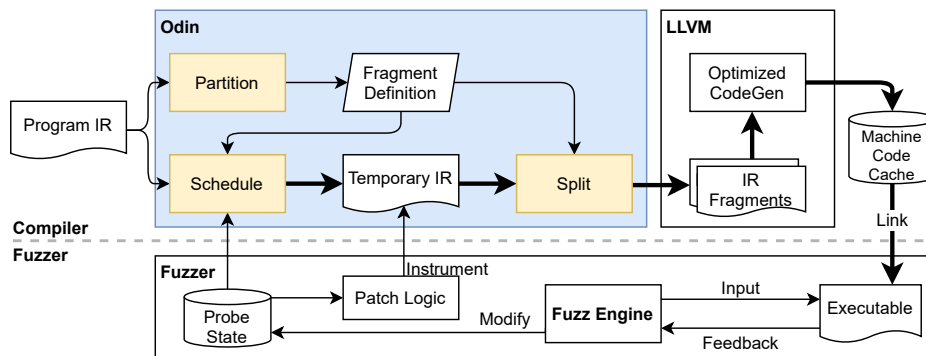 Odin
LLVM
Partition
Fragment
Definition
Optimized
CodeGen
Program IR
Machine
Code
Cache
Schedule
Temporary IR
Split
IR
Fragments
Link
Compiler
Fuzzer
Fuzzer
Instrument
Probe
State
Patch Logic
Modify
Fuzz Engine
Input
Feedback
Executable